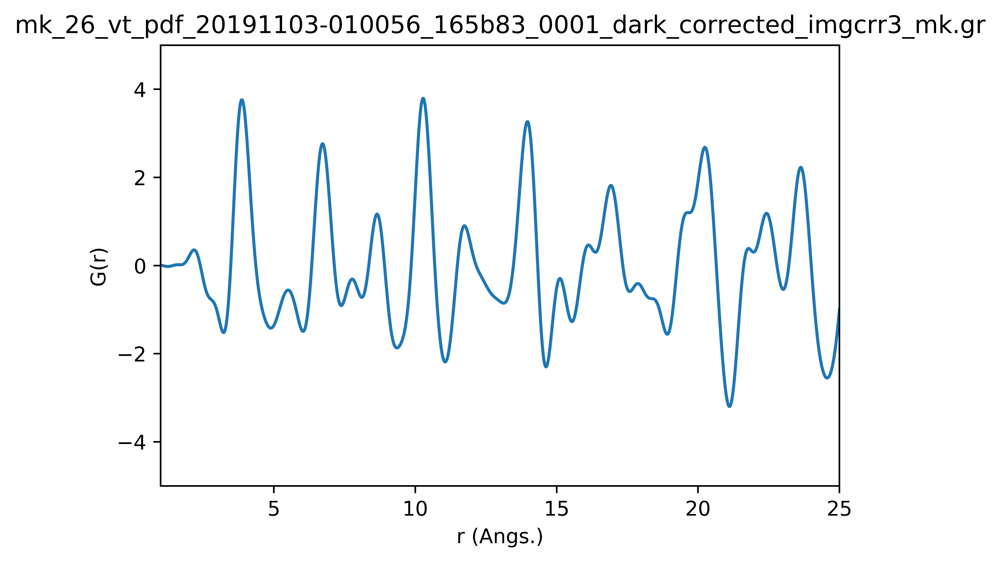 mk_26_vt_pdf_20191103-010056_165b83_0001_dark_corrected_imgcrr3_mk.gr
4
2
0
−2
−4
G(r)
5 10 15 20 25
r (Angs.)